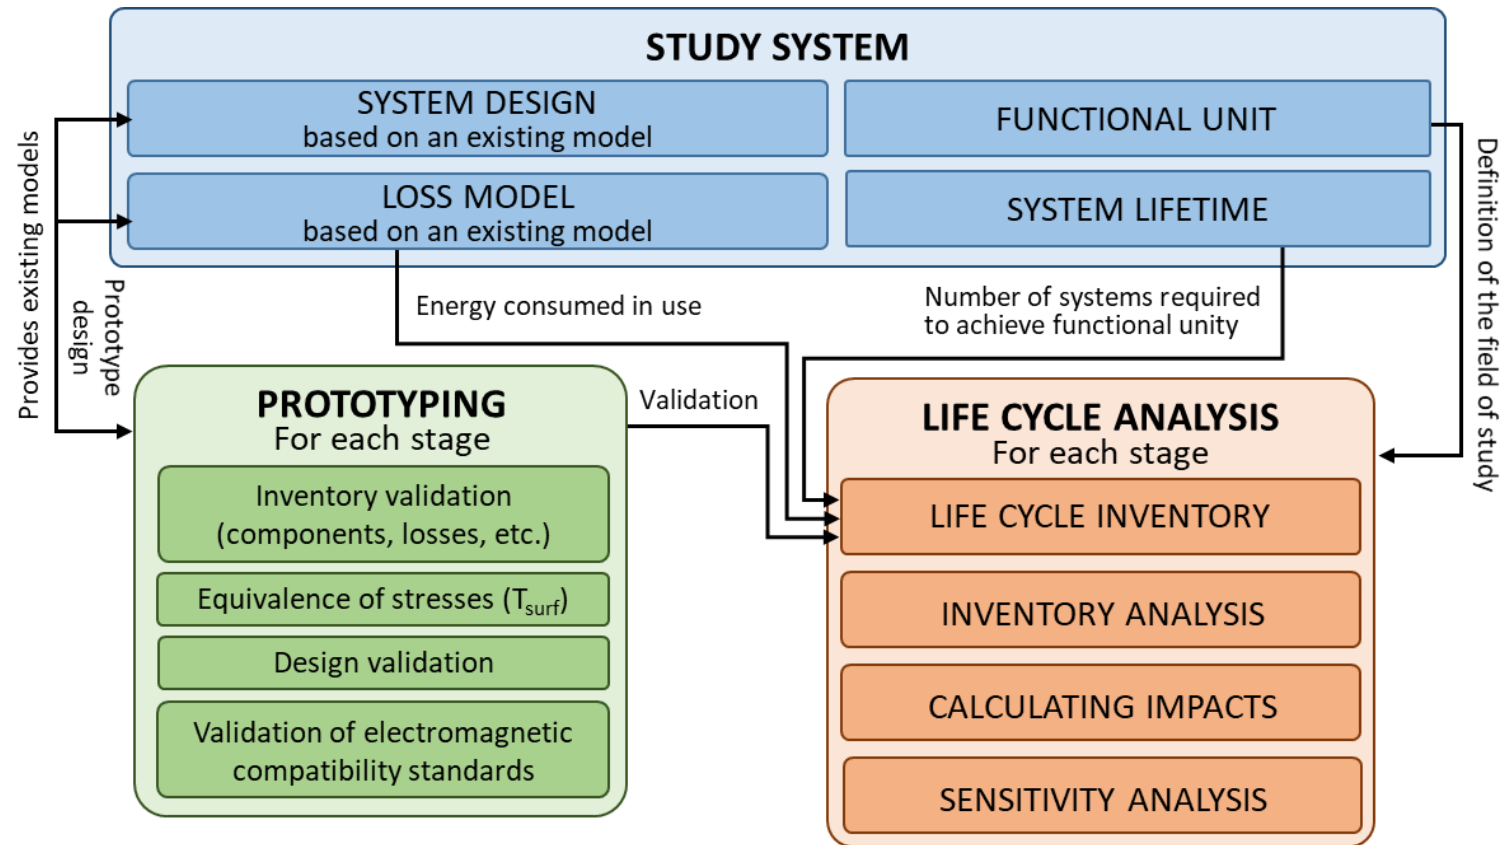 STUDY SYSTEM
SYSTEM DESIGN
based on an existing model
FUNCTIONAL UNIT
LOSS MODEL
based on an existing model
SYSTEM LIFETIME
Provides existing models
Prototype
design
Energy consumed in use
Number of systems required
to achieve functional unity
Definition of the field of study
PROTOTYPING
For each stage
Inventory validation
(components, losses, etc.)
Equivalence of stresses (Tsurf)
Design validation
Validation of electromagnetic
compatibility standards
Validation
LIFE CYCLE ANALYSIS
For each stage
LIFE CYCLE INVENTORY
INVENTORY ANALYSIS
CALCULATING IMPACTS
SENSITIVITY ANALYSIS